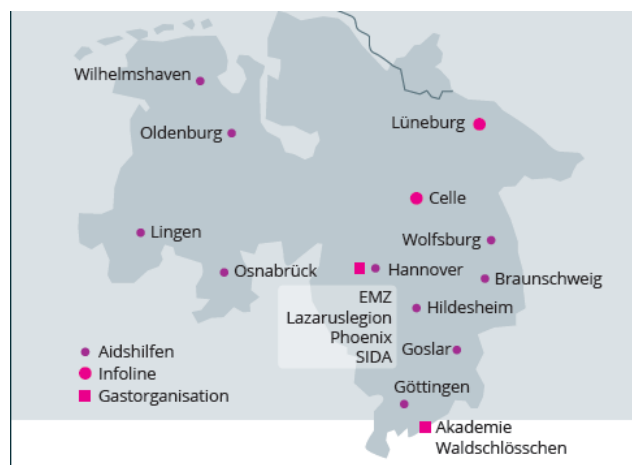 Wilhelmshaven
Lüneburg
Oldenburg
Celle
Lingen
Wolfsburg
Osnabrück
Hannover
Braunschweig
EMZ
Lazaruslegion
Phoenix
SIDA
Hildesheim
Goslar
Aidshilfen
Infoline
Gastorganisation
Göttingen
Akademie
Waldschlösschen